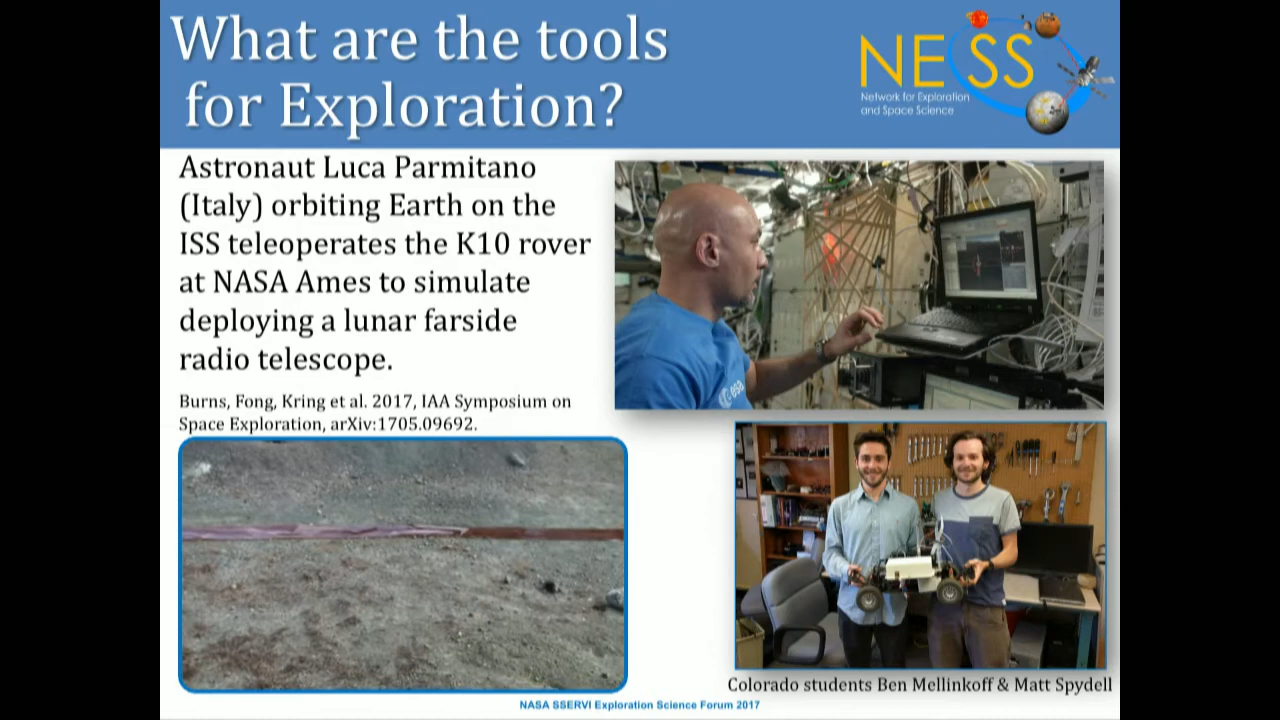 What are the tools
for Exploration?
NESS
Network for Exploration
and Space Science
Astronaut Luca Parmitano
(Italy) orbiting Earth on the
ISS teleoperates the K10 rover
at NASA Ames to simulate
deploying a lunar farside
radio telescope.
Burns, Fong, Kring et al. 2017, IAA Symposium on
Space Exploration, arXiv:1705.09692.
esa
Colorado students Ben Mellinkoff & Matt Spydell
NASA SSERVI Exploration Science Forum 2017